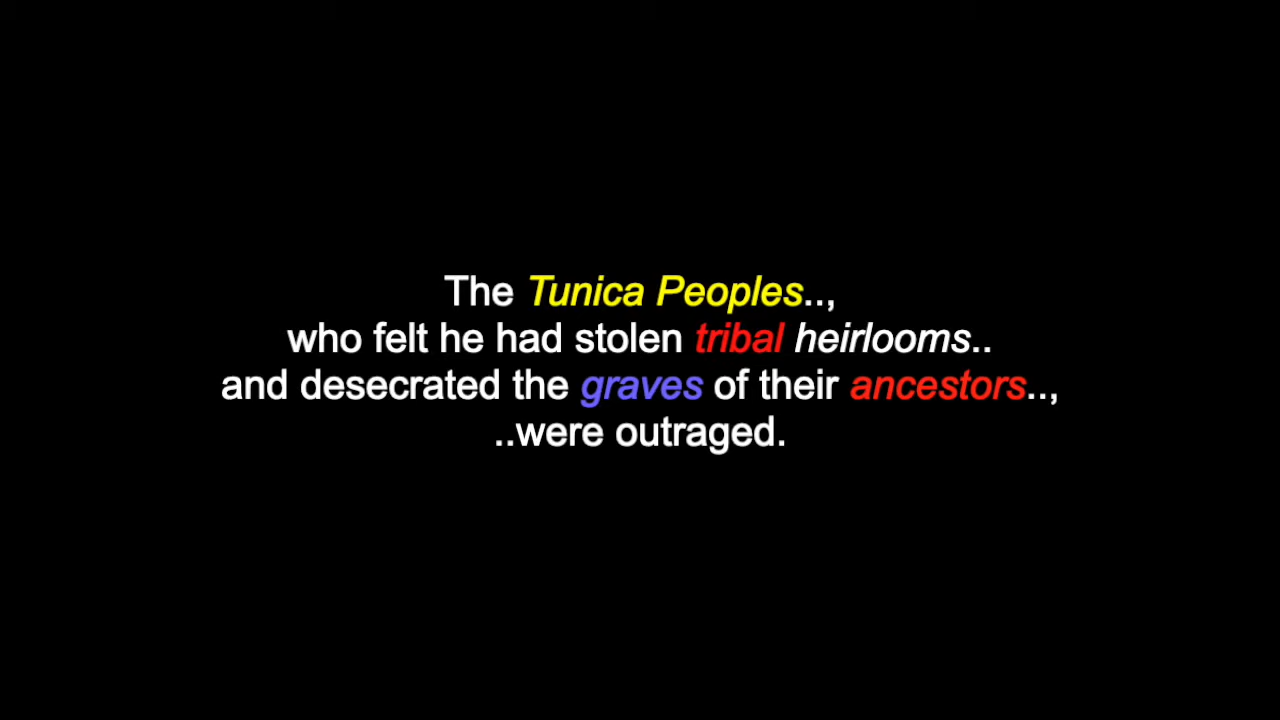 The Tunica Peoples..,
who felt he had stolen tribal heirlooms..
and desecrated the graves of their ancestors..,
..were outraged.